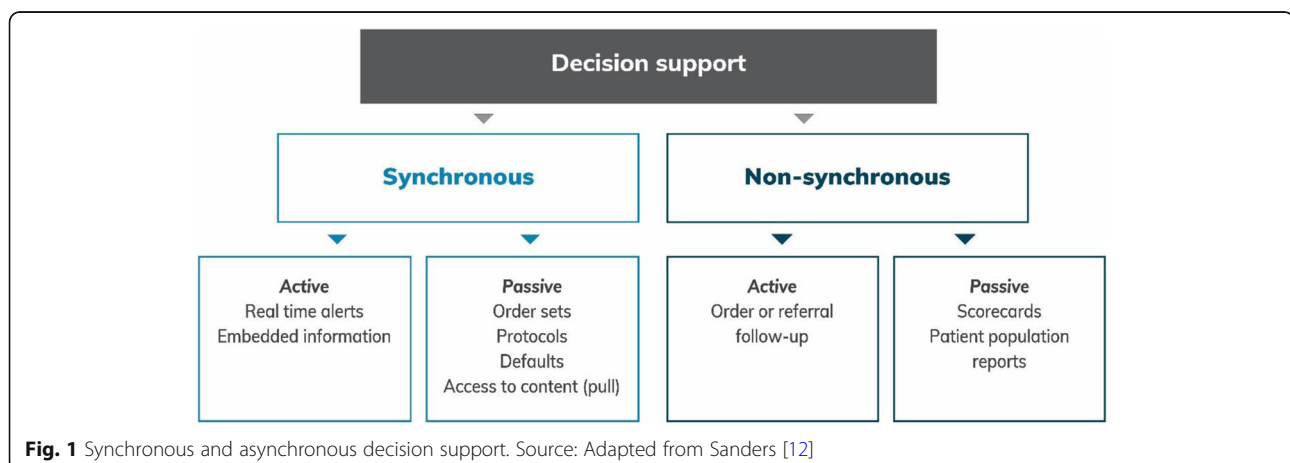 Decision support
Synchronous
Non-synchronous
Active
Real time alerts
Embedded information
Passive
Order sets
Protocols
Defaults
Access to content (pull)
Active
Order or referral
follow-up
Passive
Scorecards
Patient population
reports
Fig. 1 Synchronous and asynchronous decision support. Source: Adapted from Sanders [12]